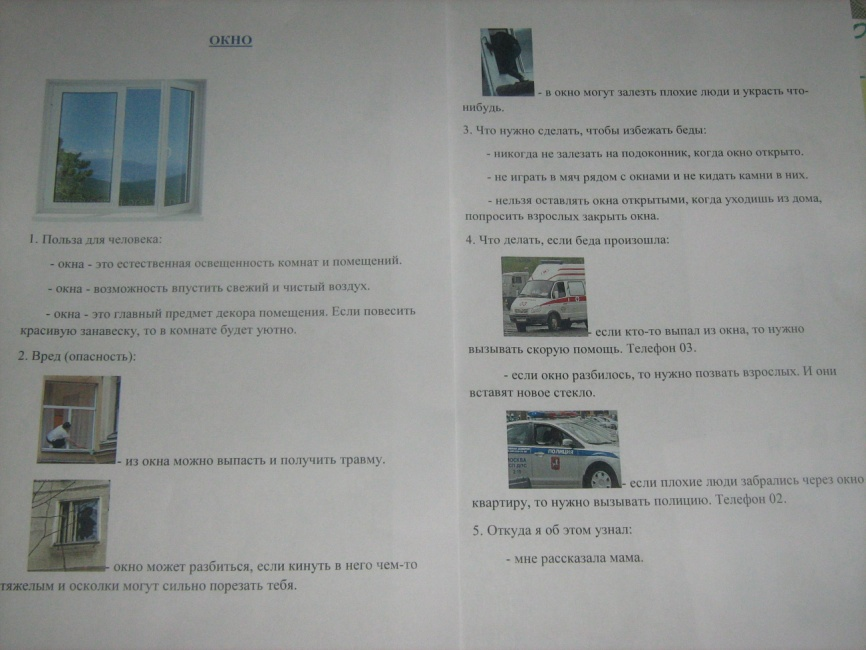 ОКНО
1. Польза для человека:
- окна - это естественная освещенность комнат и помещений.
- окна - возможность впустить свежий и чистый воздух.
- окна - это главный предмет декора помещения. Если повесить
красивую занавеску, то в комнате будет уютно.
2. Вред (опасность):
- из окна можно выпасть и получить травму.
- окно может разбиться, если кинуть в него чем-то
тяжелым и осколки могут сильно порезать тебя.
- в окно могут залезть плохие люди и украсть что-
нибудь.
3. Что нужно сделать, чтобы избежать беды:
- никогда не залезать на подоконник, когда окно открыто.
- не играть в мяч рядом с окнами и не кидать камни в них.
- нельзя оставлять окна открытыми, когда уходишь из дома,
попросить взрослых закрыть окна.
4. Что делать, если беда произошла:
- если кто-то выпал из окна, то нужно
вызывать скорую помощь. Телефон 03.
- если окно разбилось, то нужно позвать взрослых. И они
вставят новое стекло.
ПОЛИЦИЯ
- если плохие люди забрались через окно
квартиру, то нужно вызывать полицию. Телефон 02.
5. Откуда я об этом узнал:
- мне рассказала мама.